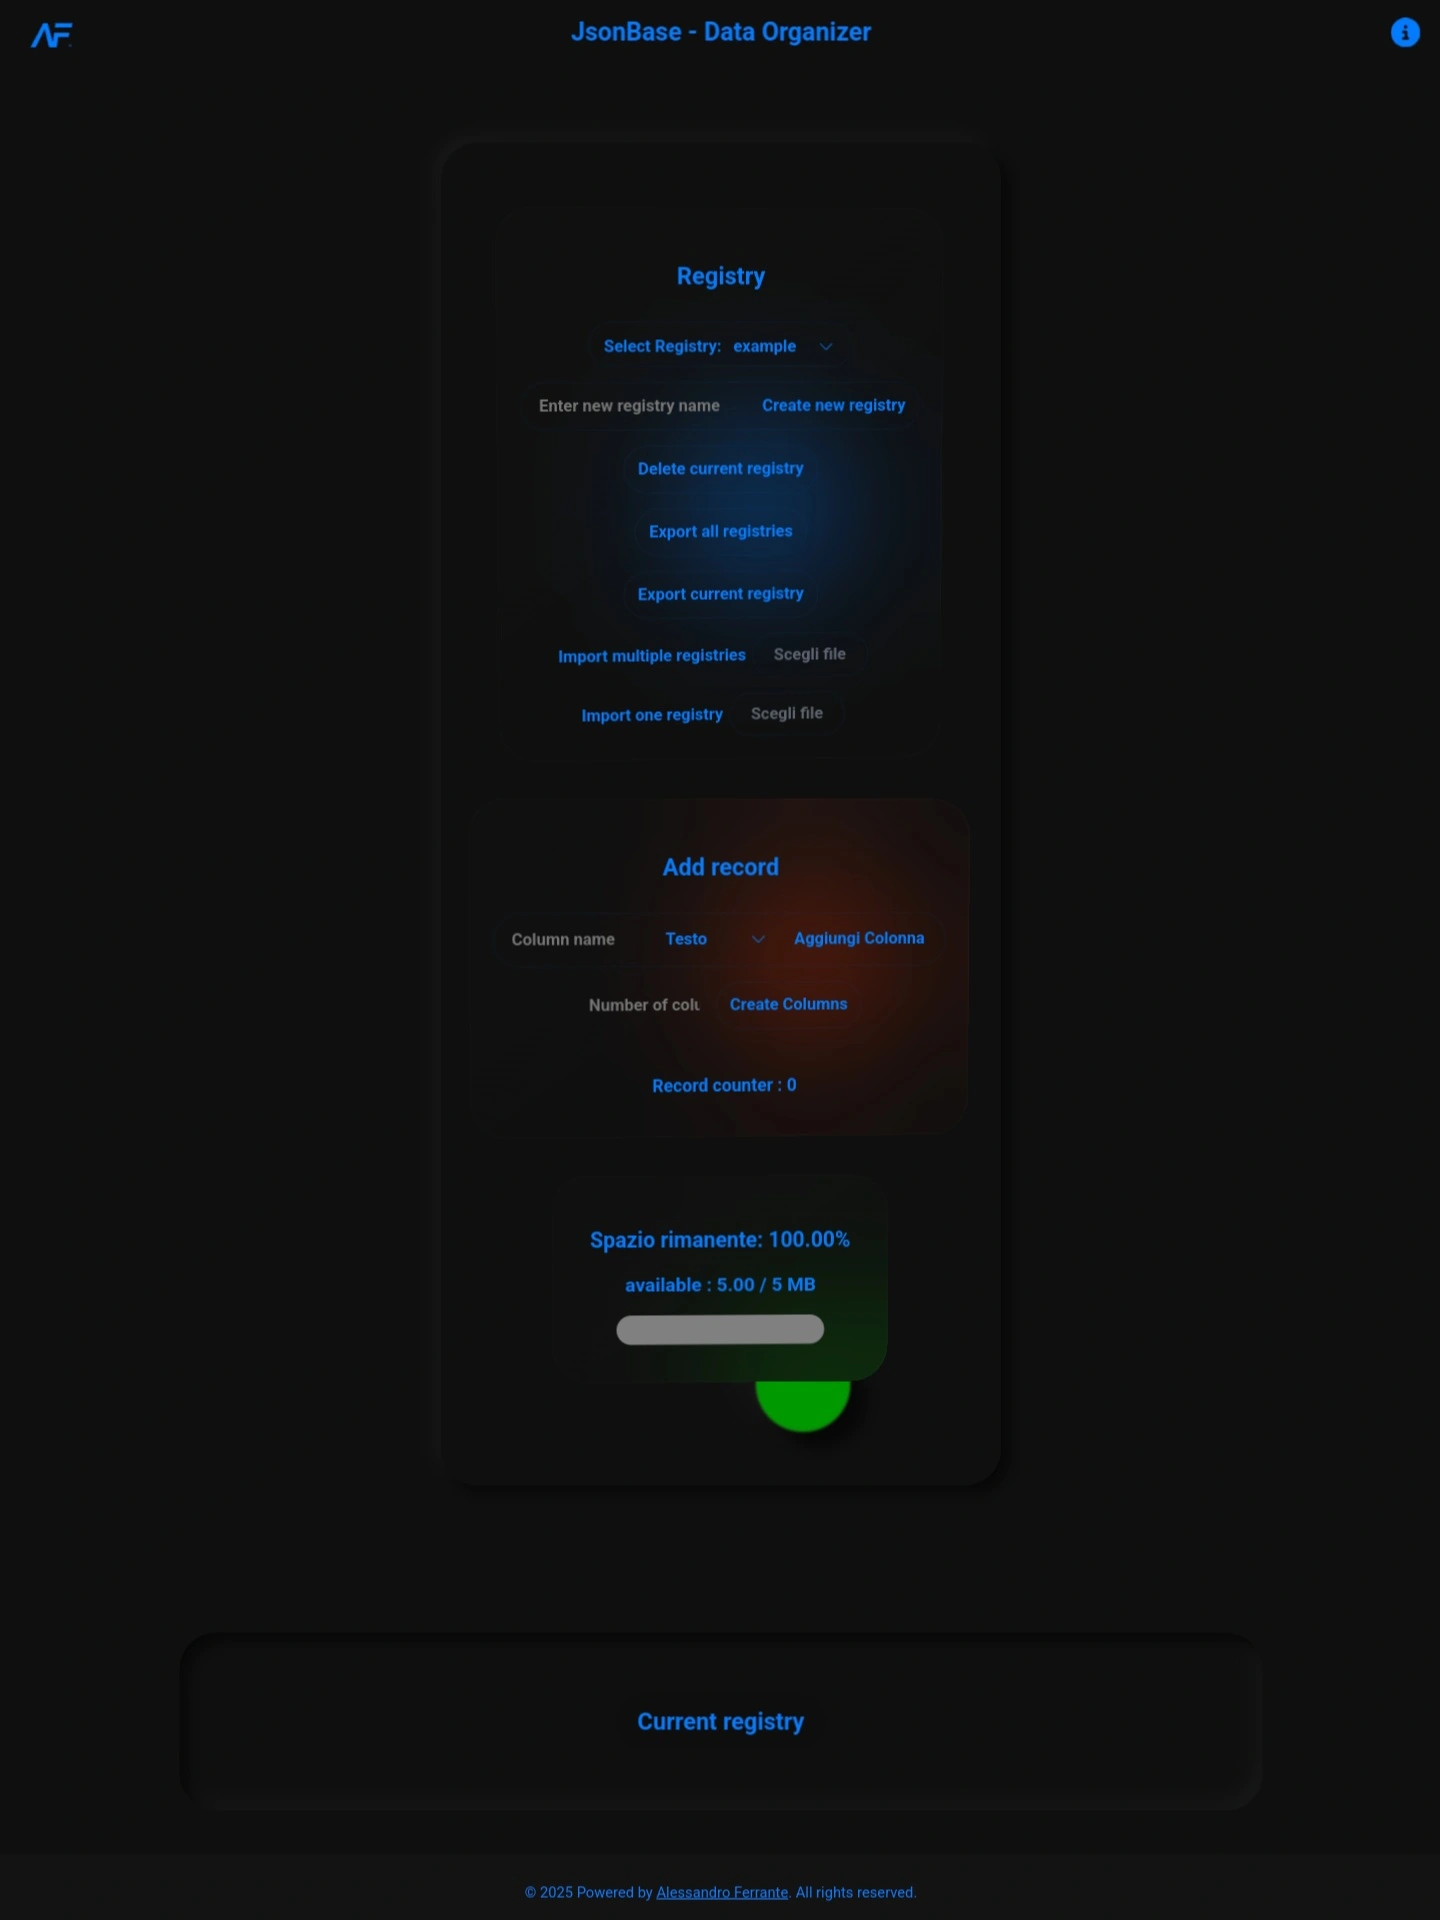 AF
JsonBase - Data Organizer
Registry
Select Registry: example
Enter new registry name Create new registry
Delete current registry
Export all registries
Export current registry
Import multiple registries Scegli file
Import one registry Scegli file
Add record
Column name Testo Aggiungi Colonna
Number of colu Create Columns
Record counter : 0
Spazio rimanente: 100.00%
available : 5.00 / 5 MB
Current registry
© 2025 Powered by Alessandro Ferrante. All rights reserved.